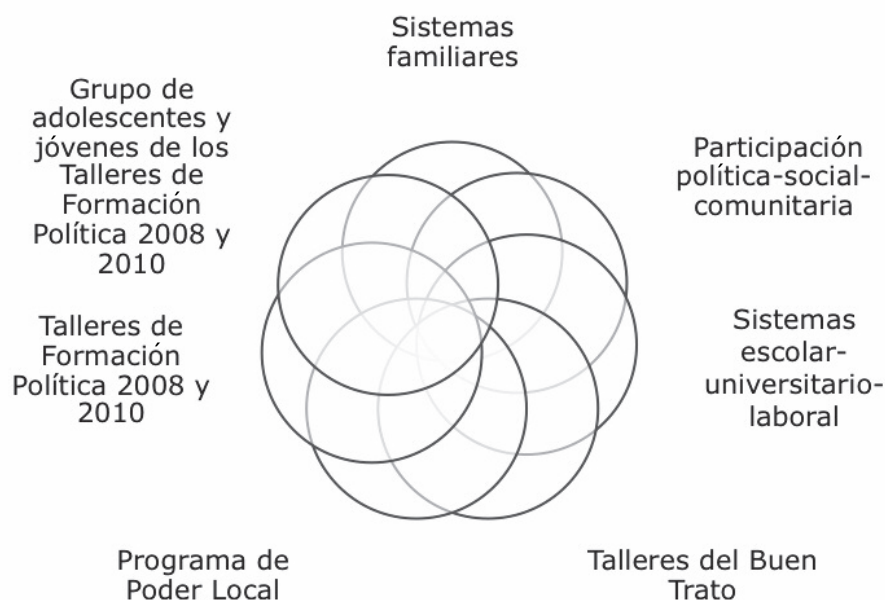 Sistemas
familiares
Grupo de
adolescentes y
jóvenes de los
Talleres de
Formación
Política 2008 y
2010
Participación
política-social-
comunitaria
Talleres de
Formación
Política 2008 y
2010
Sistemas
escolar-
universitario-
laboral
Programa de
Poder Local
Talleres del Buen
Trato